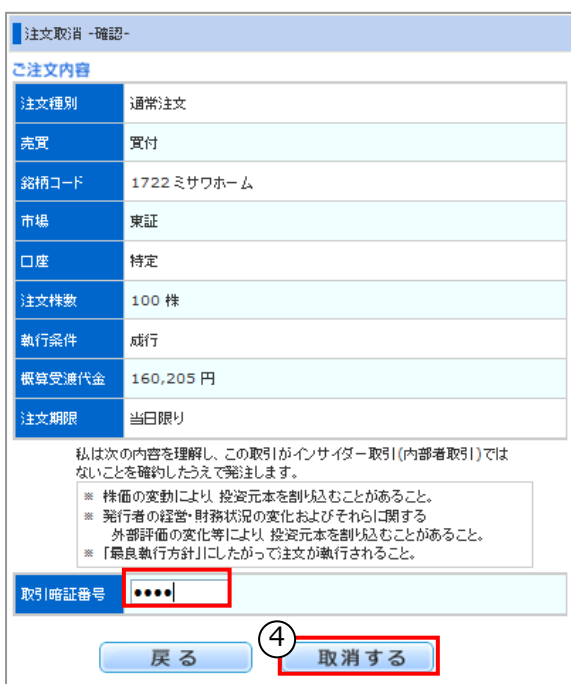 注文取消 -確認-
ご注文内容
注文種別 通常注文
売買 買付
銘柄コード 1722 ミサワホーム
市場 東証
口座 特定
注文株数 100 株
執行条件 成行
概算受渡代金 160,205 円
注文期限 当日限り
私は次の内容を理解し、この取引がインサイダー取引(内部者取引)では
ないことを確約したうえで発注します。
※ 株価の変動により、投資元本を割り込むことがあること。
※ 発行者の経営・財務状況の変化およびそれらに関する
外部評価の変化等により、投資元本を割り込むことがあること。
※ 「最良執行方針」にしたがって注文が執行されること。
取引暗証番号 ••••
④
戻る 取消する